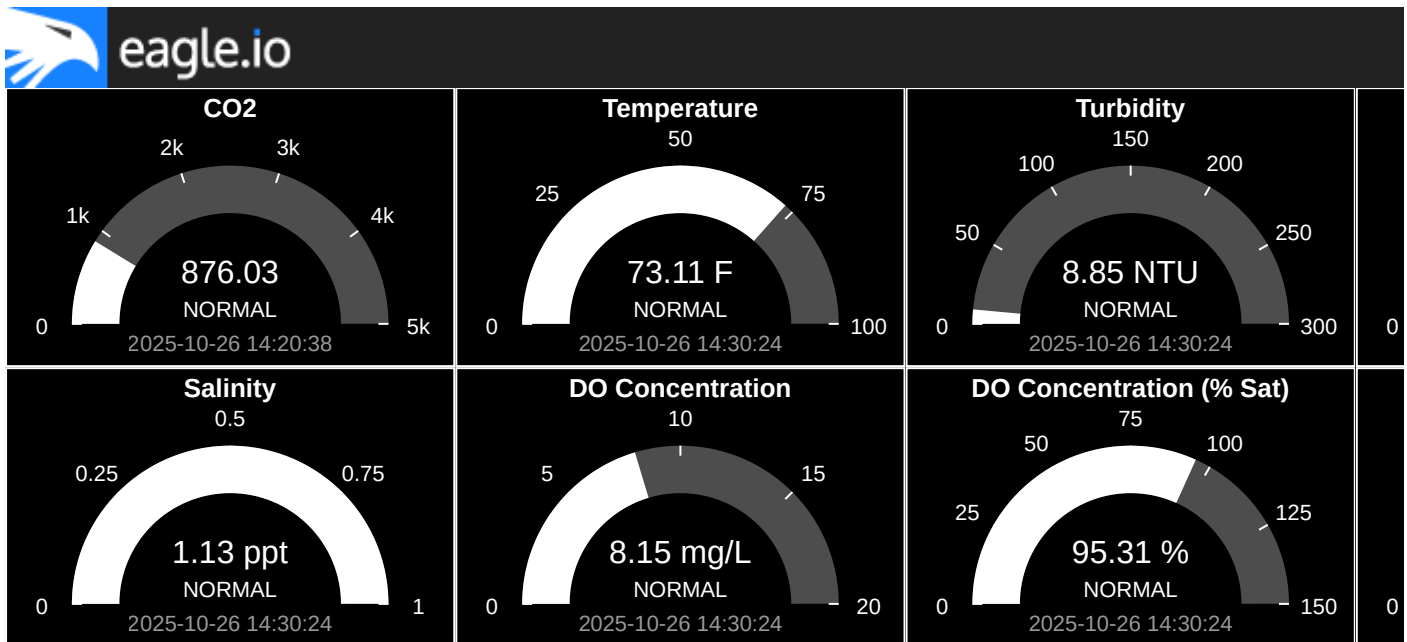 eagle.io
CO2
2k
3k
1k
4k
876.03
NORMAL
0
5k
2025-10-26 14:20:38
Temperature
50
25
75
73.11 F
NORMAL
0
100
2025-10-26 14:30:24
Turbidity
150
100
200
50
250
8.85 NTU
NORMAL
0
300
2025-10-26 14:30:24
0
Salinity
0.5
0.25
0.75
1.13 ppt
NORMAL
0
1
2025-10-26 14:30:24
DO Concentration
10
5
15
8.15 mg/L
NORMAL
0
20
2025-10-26 14:30:24
DO Concentration (% Sat)
75
50
100
25
125
95.31 %
NORMAL
0
150
2025-10-26 14:30:24
0